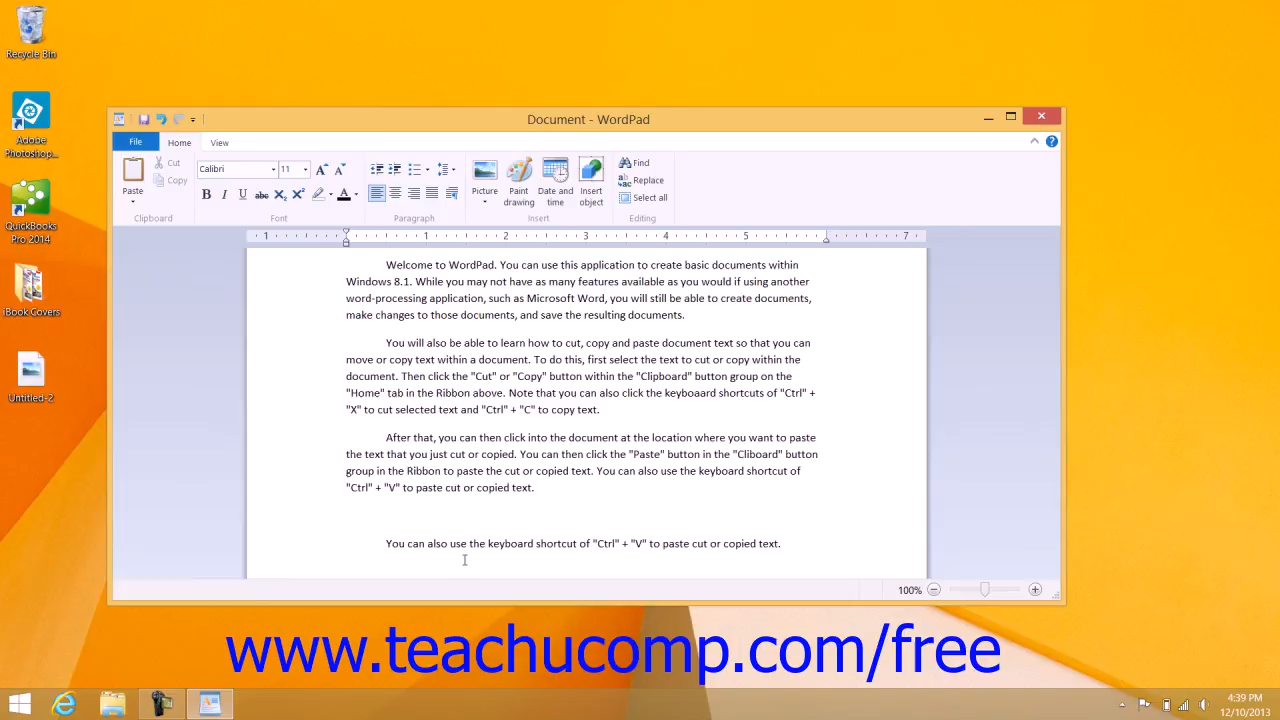 Recycle Bin
Adobe
Photoshop...
QuickBooks
Pro 2014
iBook Covers
Untitled-2
Document - WordPad
File
Home
View
Paste
Cut
Copy
Clipboard
Calibri
11
B I U abc X₂ X² A
Font
Paragraph
Picture
Paint
drawing
Date and
time
Insert
object
Insert
Find
Replace
Select all
Editing
1 1 2 3 4 5 7
Welcome to WordPad. You can use this application to create basic documents within
Windows 8.1. While you may not have as many features available as you would if using another
word-processing application, such as Microsoft Word, you will still be able to create documents,
make changes to those documents, and save the resulting documents.
You will also be able to learn how to cut, copy and paste document text so that you can
move or copy text within a document. To do this, first select the text to cut or copy within the
document. Then click the "Cut" or "Copy" button within the "Clipboard" button group on the
"Home" tab in the Ribbon above. Note that you can also click the keyboaard shortcuts of "Ctrl" +
"X" to cut selected text and "Ctrl" + "C" to copy text.
After that, you can then click into the document at the location where you want to paste
the text that you just cut or copied. You can then click the "Paste" button in the "Cliboard" button
group in the Ribbon to paste the cut or copied text. You can also use the keyboard shortcut of
"Ctrl" + "V" to paste cut or copied text.
You can also use the keyboard shortcut of "Ctrl" + "V" to paste cut or copied text.
100%
www.teachucomp.com/free
4:39 PM
12/10/2013